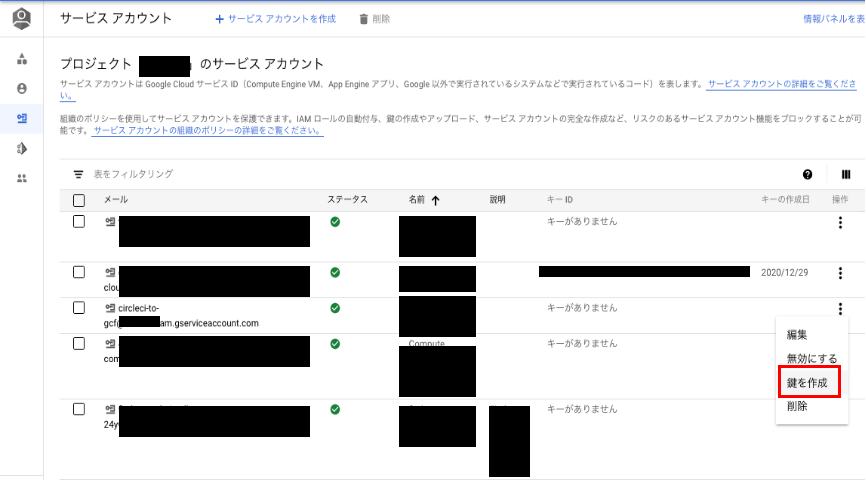 サービス アカウント
サービス アカウントを作成
削除
情報パネルを表
プロジェクト のサービス アカウント
サービス アカウントは Google Cloud サービス ID（Compute Engine VM、App Engine アプリ、Google 以外で実行されているシステムなどで実行されているコード）を表します。 サービス アカウントの詳細をご覧くださ
い。
組織のポリシーを使用してサービス アカウントを保護できます。IAM ロールの自動付与、鍵の作成やアップロード、サービス アカウントの完全な作成など、リスクのあるサービス アカウント機能をブロックすることが可
能です。 サービス アカウントの組織のポリシーの詳細をご覧ください。
表をフィルタリング
メール ステータス 名前 説明 キー ID キーの作成日 操作
キーがありません
2020/12/29
clou
circleci-to- キーがありません
gcf am.gserviceaccount.com
Compute キーがありません
com
キーがありません
24y
編集
無効にする
鍵を作成
削除